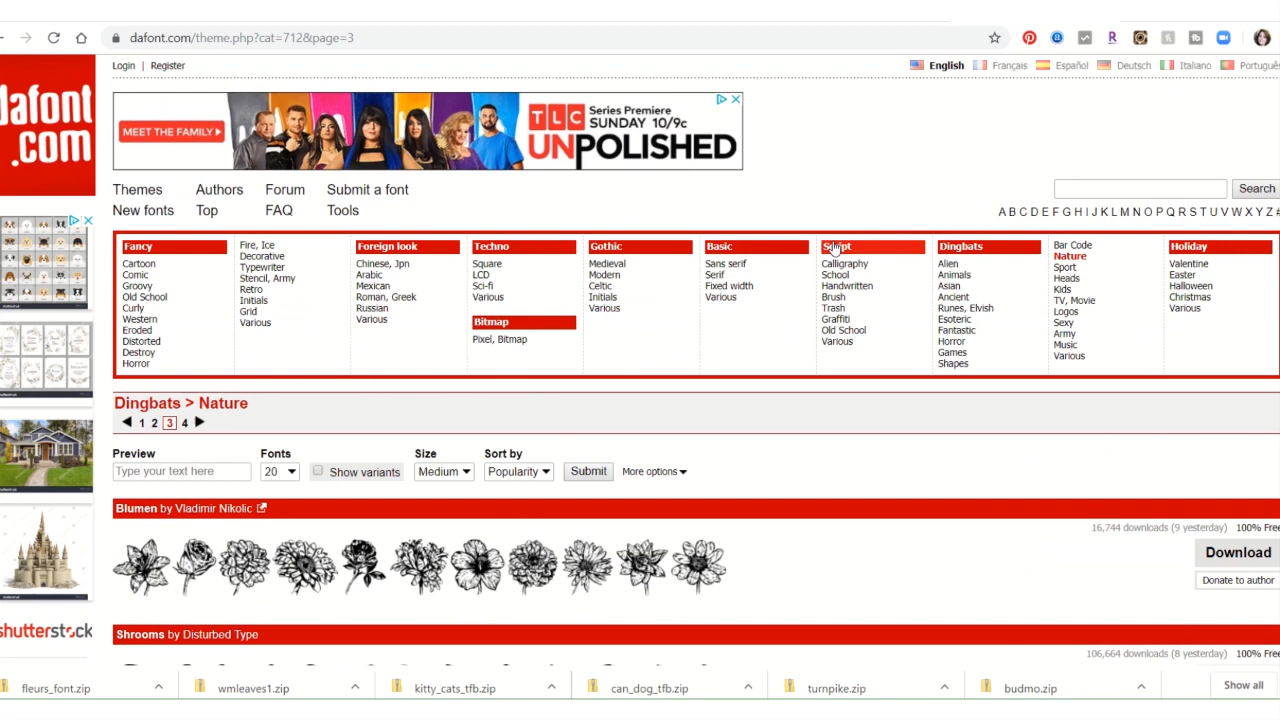 dafont.com/theme.php?cat=712&page=3
dafont
.com
Login | Register
English Français Español Deutsch Italiano Portuguê
MEET THE FAMILY
TLC
Series Premiere
SUNDAY 10/9c
UNPOLISHED
Themes Authors Forum Submit a font
New fonts Top FAQ Tools
Search
A B C D E F G H I J K L M N O P Q R S T U V W X Y Z #
Fancy
Cartoon
Comic
Groovy
Old School
Curly
Western
Eroded
Distorted
Destroy
Horror
Fire, Ice
Decorative
Typewriter
Stencil, Army
Retro
Initials
Grid
Various
Foreign look
Chinese, Jpn
Arabic
Mexican
Roman, Greek
Russian
Various
Techno
Square
LCD
Sci-fi
Various
Bitmap
Pixel, Bitmap
Gothic
Medieval
Modern
Celtic
Initials
Various
Basic
Sans serif
Serif
Fixed width
Various
Script
Calligraphy
School
Handwritten
Brush
Trash
Graffiti
Old School
Various
Dingbats
Alien
Animals
Asian
Ancient
Runes, Elvish
Esoteric
Fantastic
Horror
Games
Shapes
Bar Code
Nature
Sport
Heads
Kids
TV, Movie
Logos
Sexy
Army
Music
Various
Holiday
Valentine
Easter
Halloween
Christmas
Various
Dingbats > Nature
1 2 3 4
Preview Fonts Size Sort by
Type your text here 20 Show variants Medium Popularity Submit More options
Blumen by Vladimir Nikolic
16,744 downloads (9 yesterday) 100% Free
Download
Donate to author
shutterstock
Shrooms by Disturbed Type
106,664 downloads (8 yesterday) 100% Free
fleurs_font.zip wmleaves1.zip kitty_cats_tfb.zip can_dog_tfb.zip turnpike.zip budmo.zip Show all